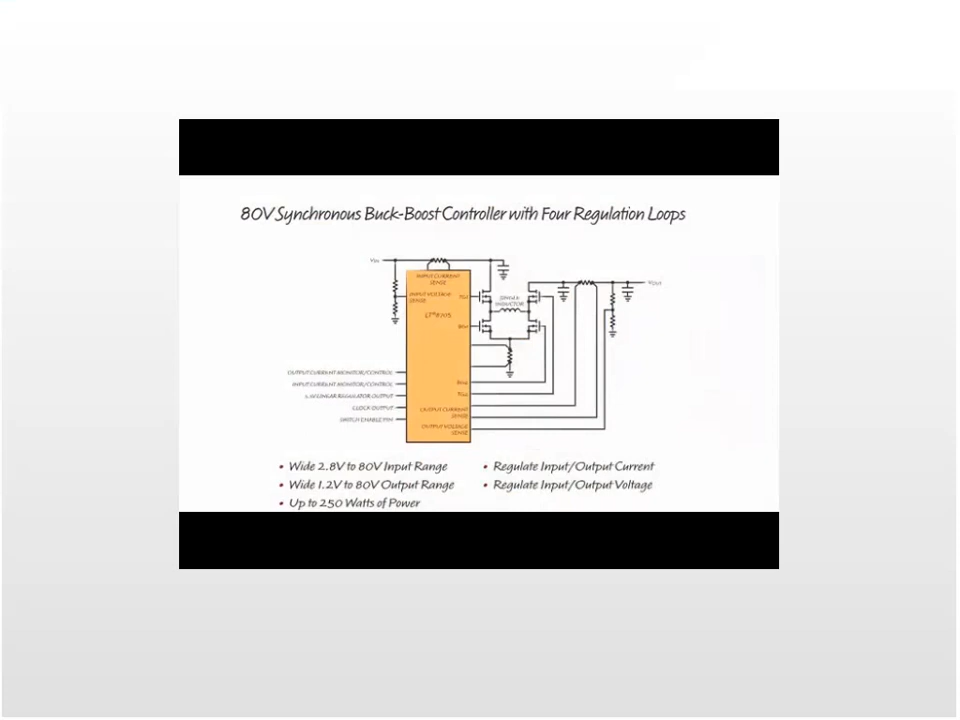 80V Synchronous Buck-Boost Controller with Four Regulation Loops
VIN
INPUT CURRENT
SENSE
INPUT VOLTAGE
SENSE
TG1
SINGLE
INDUCTOR
VOUT
LT®8705
BG1
OUTPUT CURRENT MONITOR/CONTROL
INPUT CURRENT MONITOR/CONTROL
LINEAR REGULATOR OUTPUT
CLOCK OUTPUT
SWITCH ENABLE PIN
BG2
TG2
OUTPUT CURRENT
SENSE
OUTPUT VOLTAGE
SENSE
• Wide 2.8V to 80V Input Range
• Wide 1.2V to 80V Output Range
• Up to 250 Watts of Power
• Regulate Input/Output Current
• Regulate Input/Output Voltage